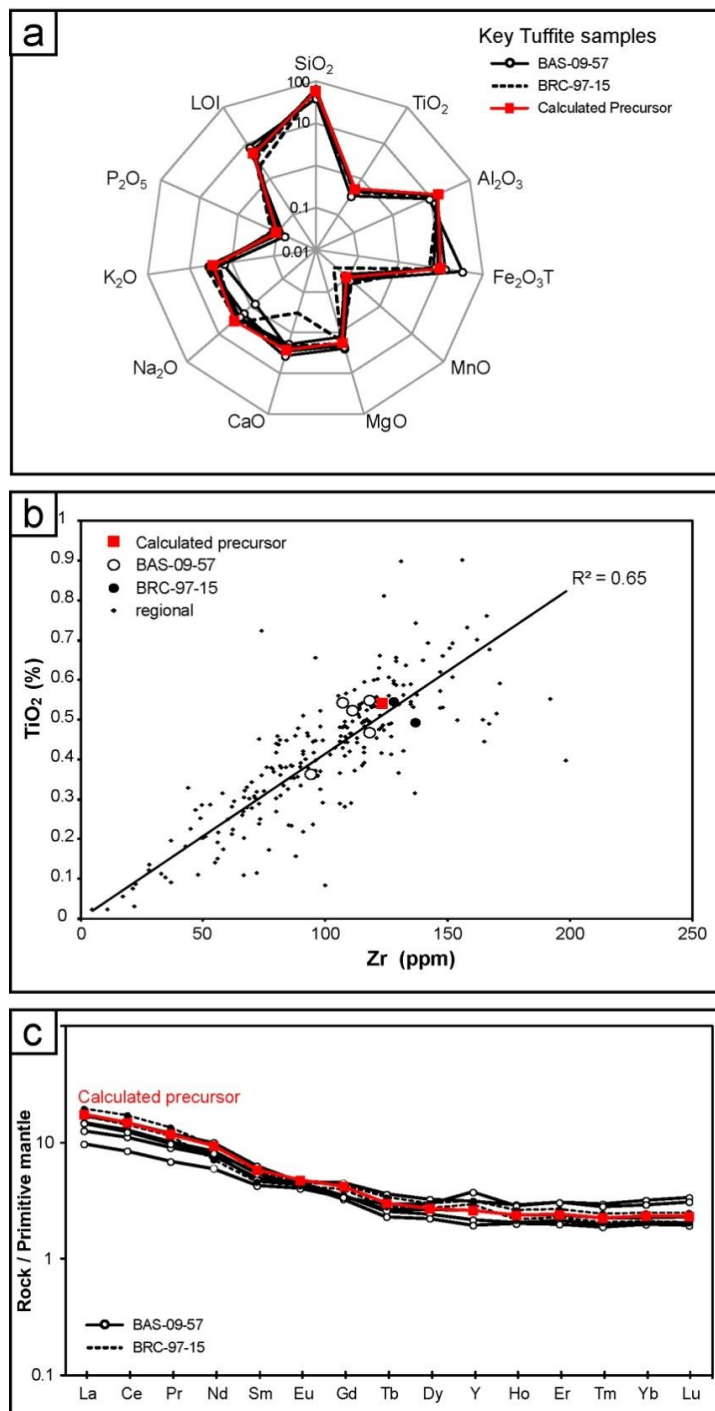 a
Key Tuffite samples
BAS-09-57
BRC-97-15
Calculated Precursor
SiO₂
100
10
0.1
0.01
LOI
TiO₂
P₂O₅
Al₂O₃
K₂O
Fe₂O₃T
Na₂O
MnO
CaO
MgO
b
1
0.9
0.8
0.7
0.6
0.5
0.4
0.3
0.2
0.1
0
TiO₂ (%)
Calculated precursor
BAS-09-57
BRC-97-15
regional
R² = 0.65
0 50 100 150 200 250
Zr (ppm)
c
Calculated precursor
10
1
0.1
Rock / Primitive mantle
BAS-09-57
BRC-97-15
La Ce Pr Nd Sm Eu Gd Tb Dy Y Ho Er Tm Yb Lu